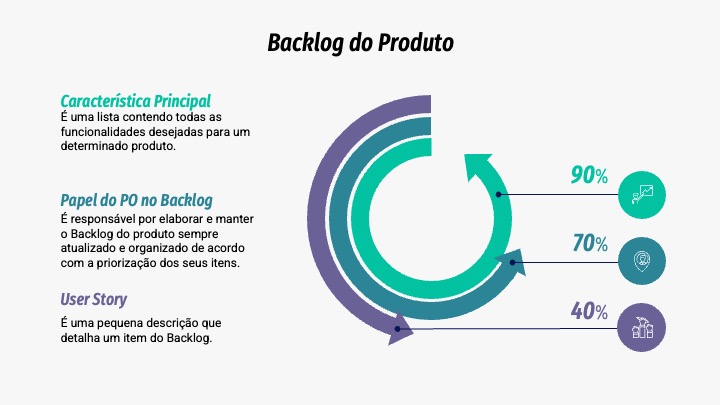 Backlog do Produto
Característica Principal
É uma lista contendo todas as
funcionalidades desejadas para um
determinado produto.
Papel do PO no Backlog
É responsável por elaborar e manter
o Backlog do produto sempre
atualizado e organizado de acordo
com a priorização dos seus itens.
User Story
É uma pequena descrição que
detalha um item do Backlog.
90%
70%
40%